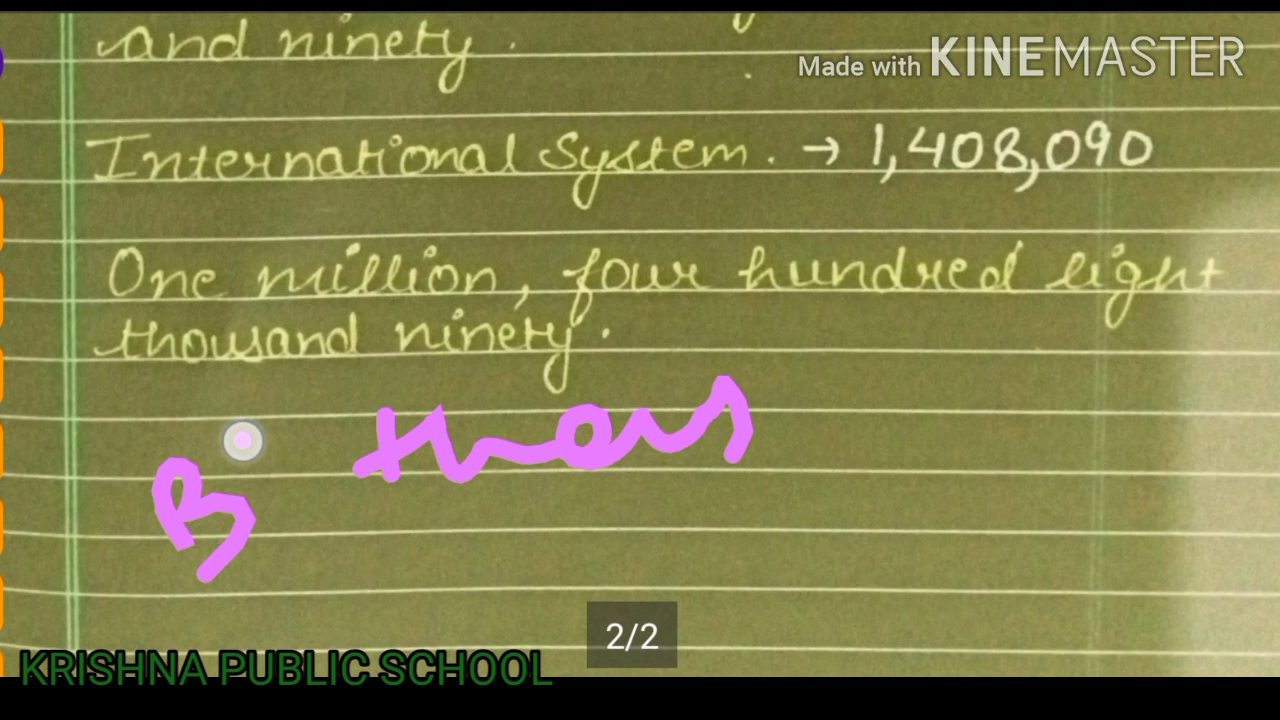 and ninety.
Made with KINEMASTER
International System. → 1,408,090
One million, four hundred eight
thousand ninety.
thous
B
2/2
KRISHNA PUBLIC SCHOOL